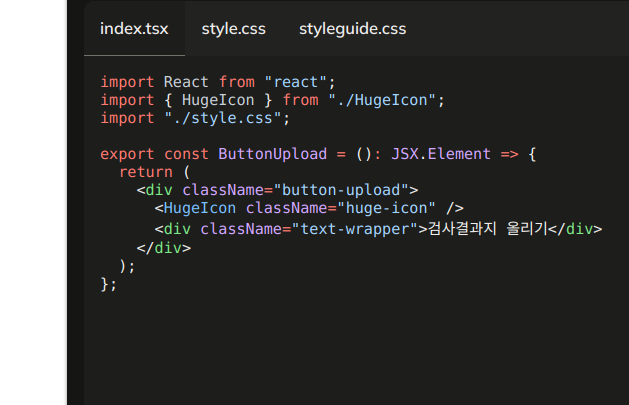 index.tsx style.css styleguide.css
import React from "react";
import { HugeIcon } from "./HugeIcon";
import "./style.css";
export const ButtonUpload = (): JSX.Element => {
  return (
    <div className="button-upload">
      <HugeIcon className="huge-icon" />
      <div className="text-wrapper">검사결과지 올리기</div>
    </div>
  );
};